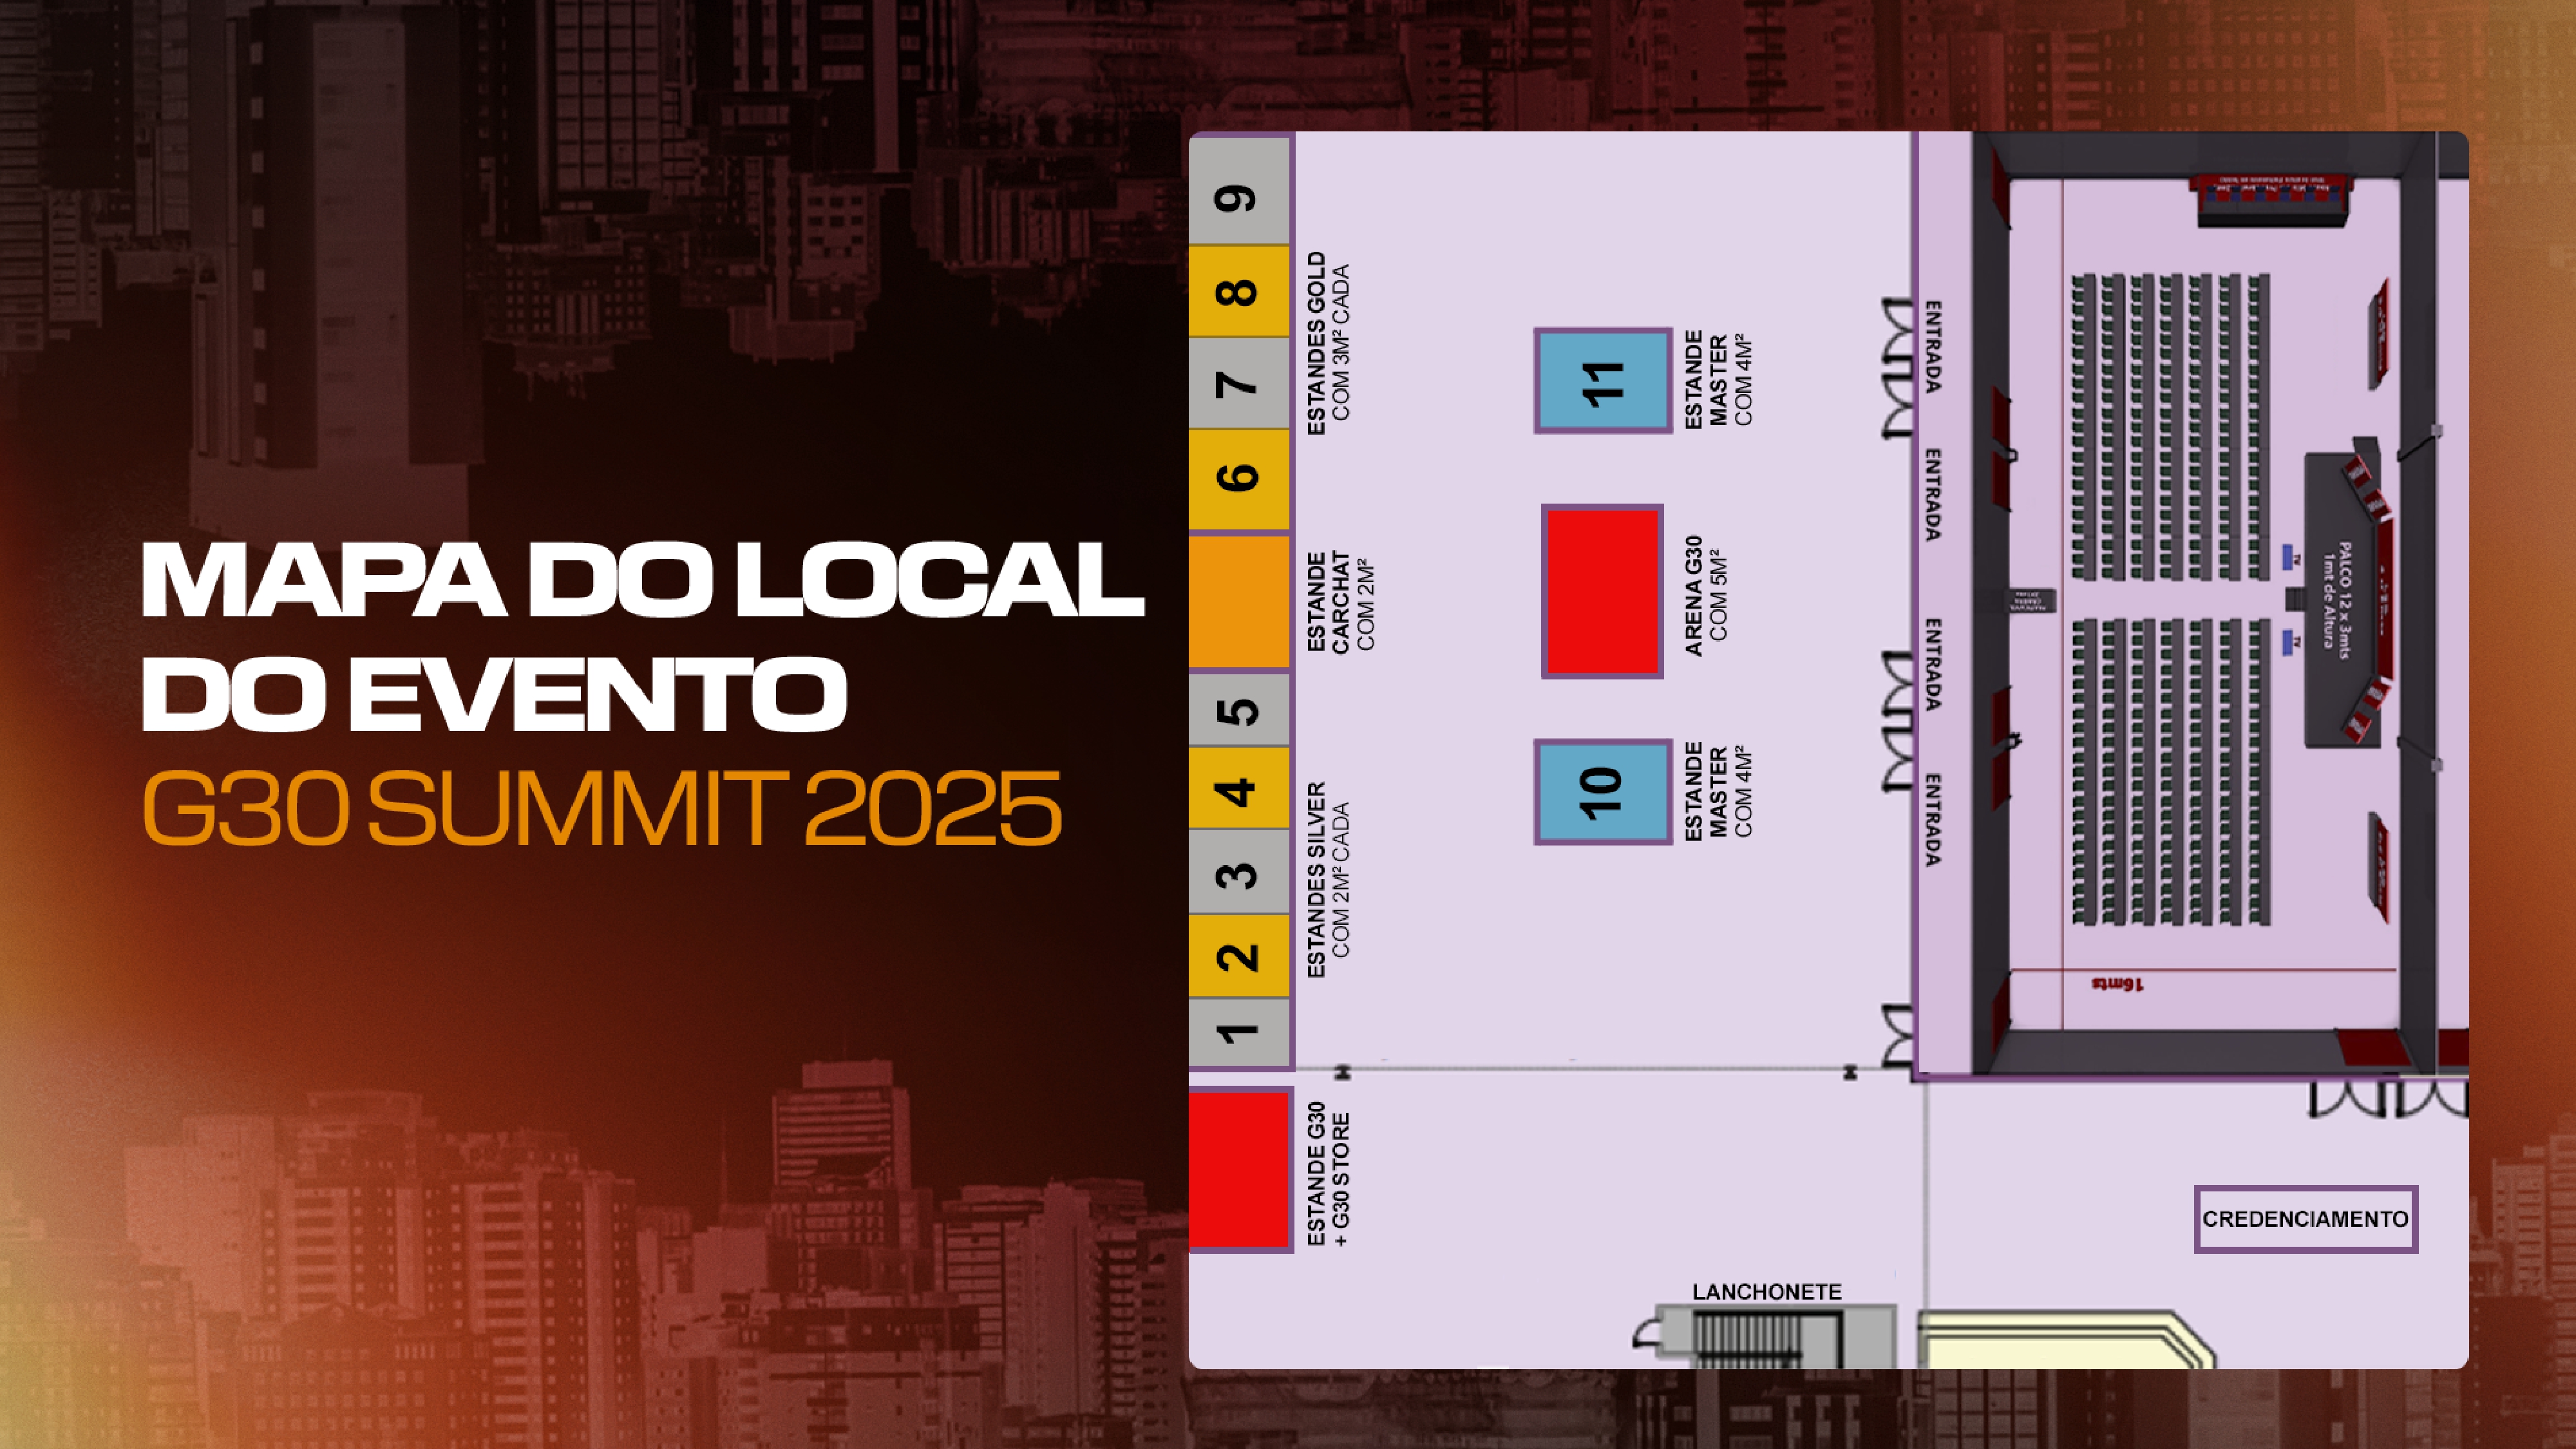 MAPA DO LOCAL
DO EVENTO
G30 SUMMIT 2025
9
8
7
6
5
4
3
2
1
ESTANDES GOLD
COM 3M² CADA
ESTANDE
CARCHAT
COM 2M²
ESTANDES SILVER
COM 2M² CADA
ESTANDE G30
+ G30 STORE
11
ESTANDE
MASTER
COM 4M²
ARENA G30
COM 5M²
10
ESTANDE
MASTER
COM 4M²
ENTRADA
ENTRADA
ENTRADA
ENTRADA
TV
TV
PALCO 12 x 3mts
1mt de Altura
16mts
CREDENCIAMENTO
LANCHONETE